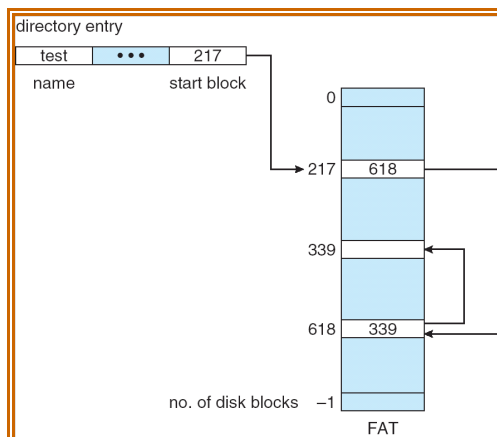 directory entry
test ••• 217
name start block
0
217 618
339
618 339
no. of disk blocks –1
FAT